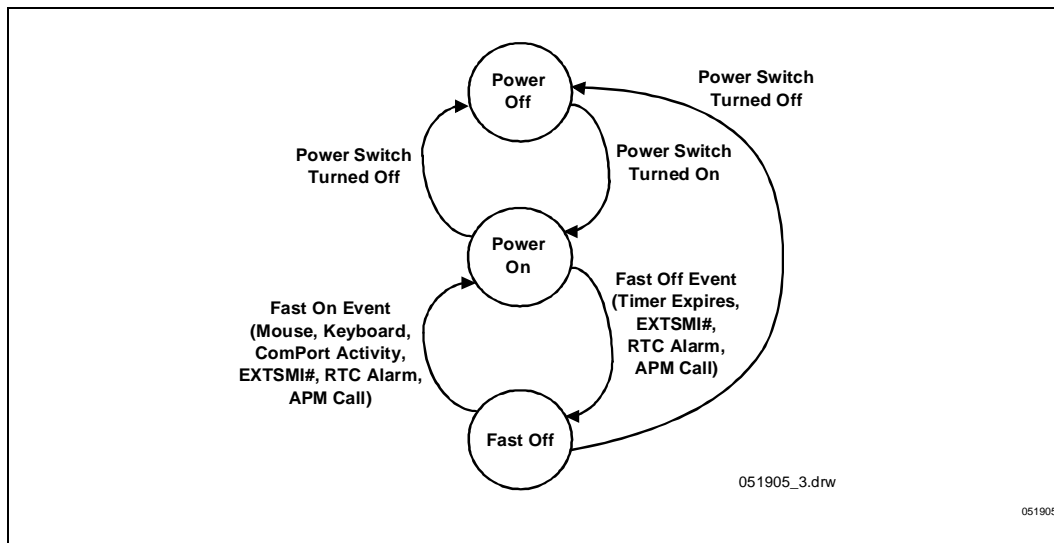 Power
Off
Power Switch
Turned Off
Power Switch
Turned Off
Power Switch
Turned On
Power
On
Fast On Event
(Mouse, Keyboard,
ComPort Activity,
EXTSMI#, RTC Alarm,
APM Call)
Fast Off Event
(Timer Expires,
EXTSMI#,
RTC Alarm,
APM Call)
Fast Off
051905_3.drw
051905